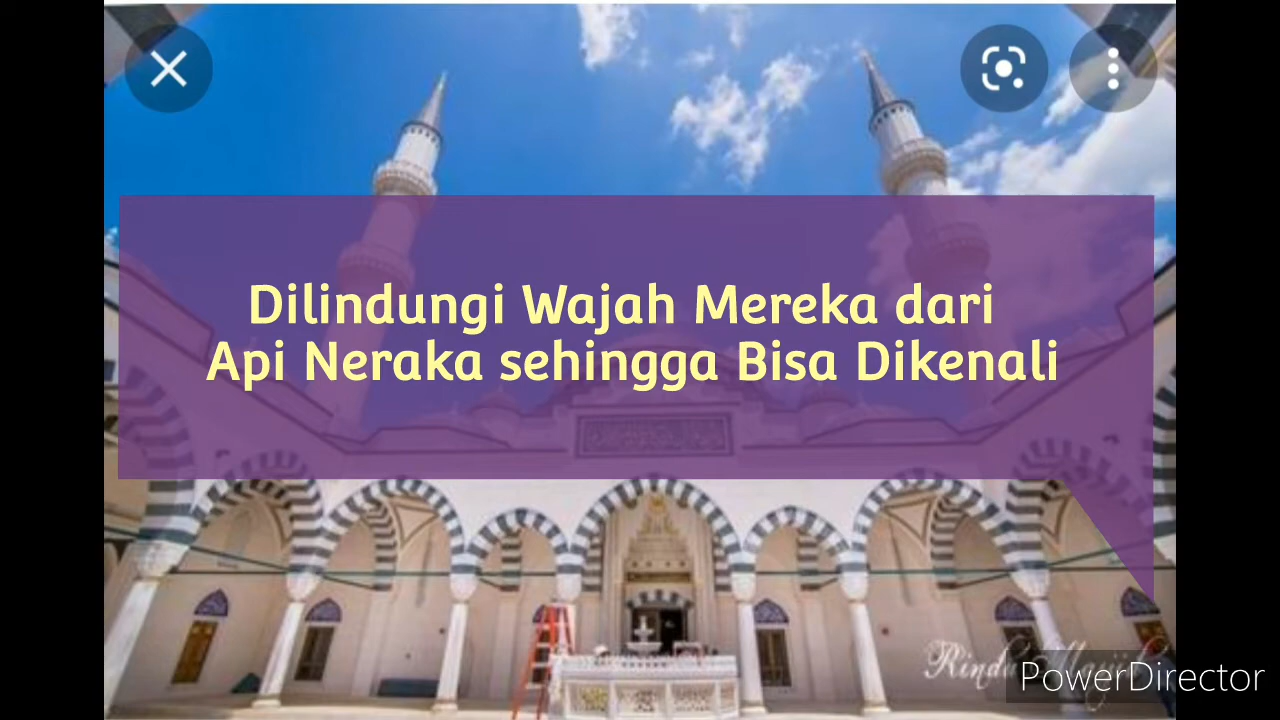 Dilindungi Wajah Mereka dari
Api Neraka sehingga Bisa Dikenali
PowerDirector